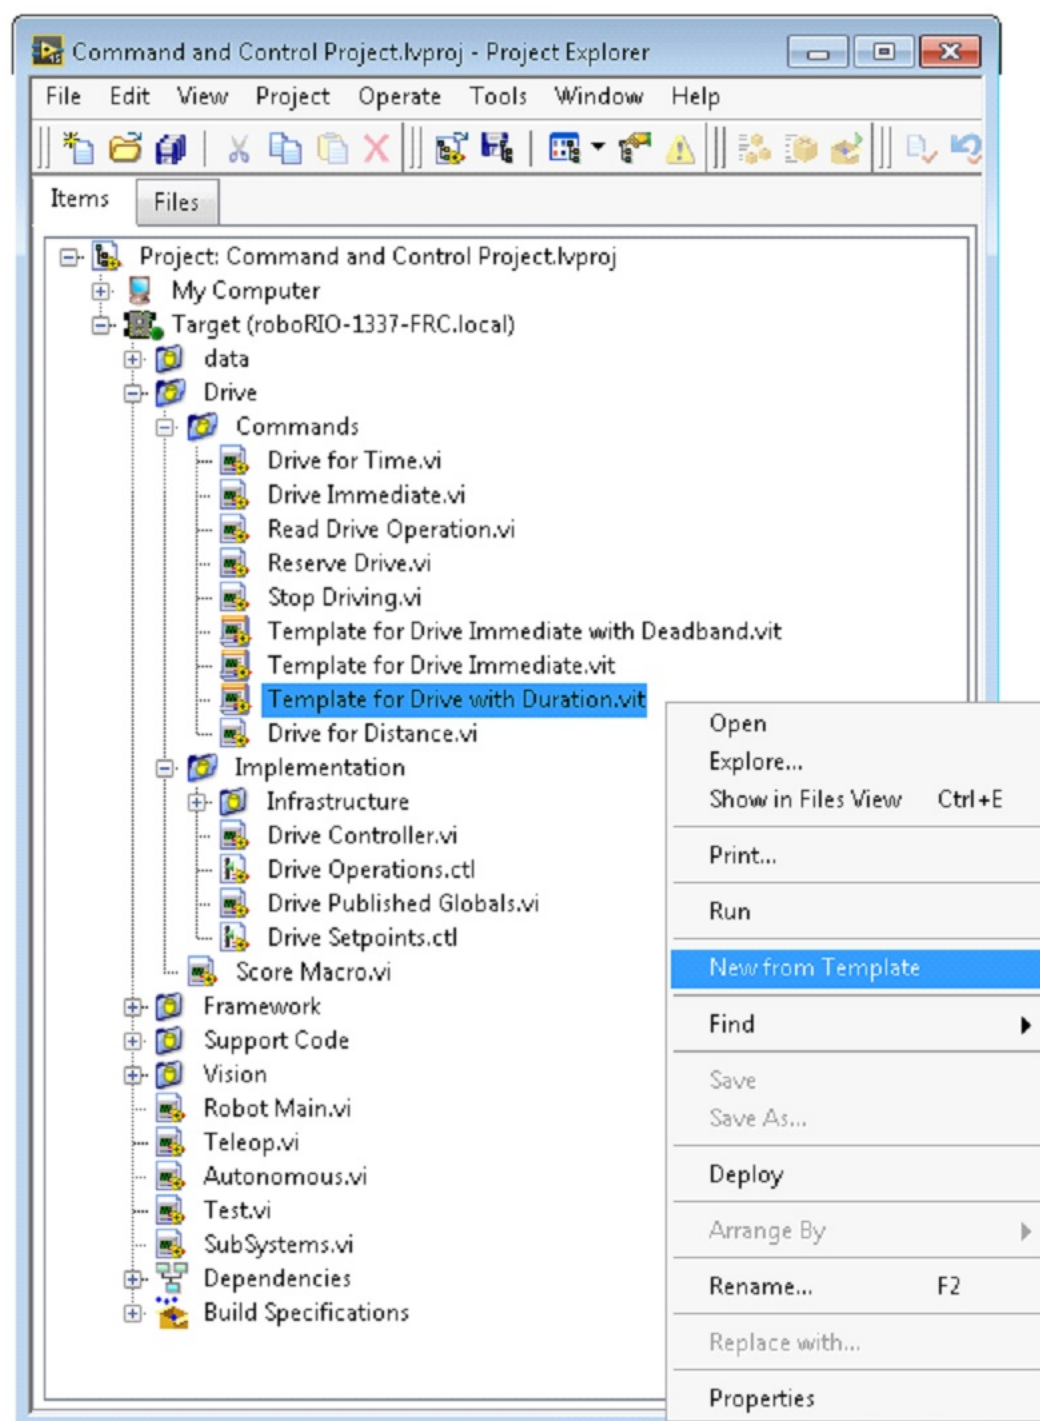 Command and Control Project.lvproj - Project Explorer
File Edit View Project Operate Tools Window Help
Items Files
Project: Command and Control Project.lvproj
My Computer
Target (roboRIO-1337-FRC.local)
data
Drive
Commands
Drive for Time.vi
Drive Immediate.vi
Read Drive Operation.vi
Reserve Drive.vi
Stop Driving.vi
Template for Drive Immediate with Deadband.vit
Template for Drive Immediate.vit
Template for Drive with Duration.vit
Drive for Distance.vi
Implementation
Infrastructure
Drive Controller.vi
Drive Operations.ctl
Drive Published Globals.vi
Drive Setpoints.ctl
Score Macro.vi
Framework
Support Code
Vision
Robot Main.vi
Teleop.vi
Autonomous.vi
Test.vi
SubSystems.vi
Dependencies
Build Specifications
Open
Explore...
Show in Files View Ctrl+E
Print...
Run
New from Template
Find
Save
Save As...
Deploy
Arrange By
Rename... F2
Replace with...
Properties